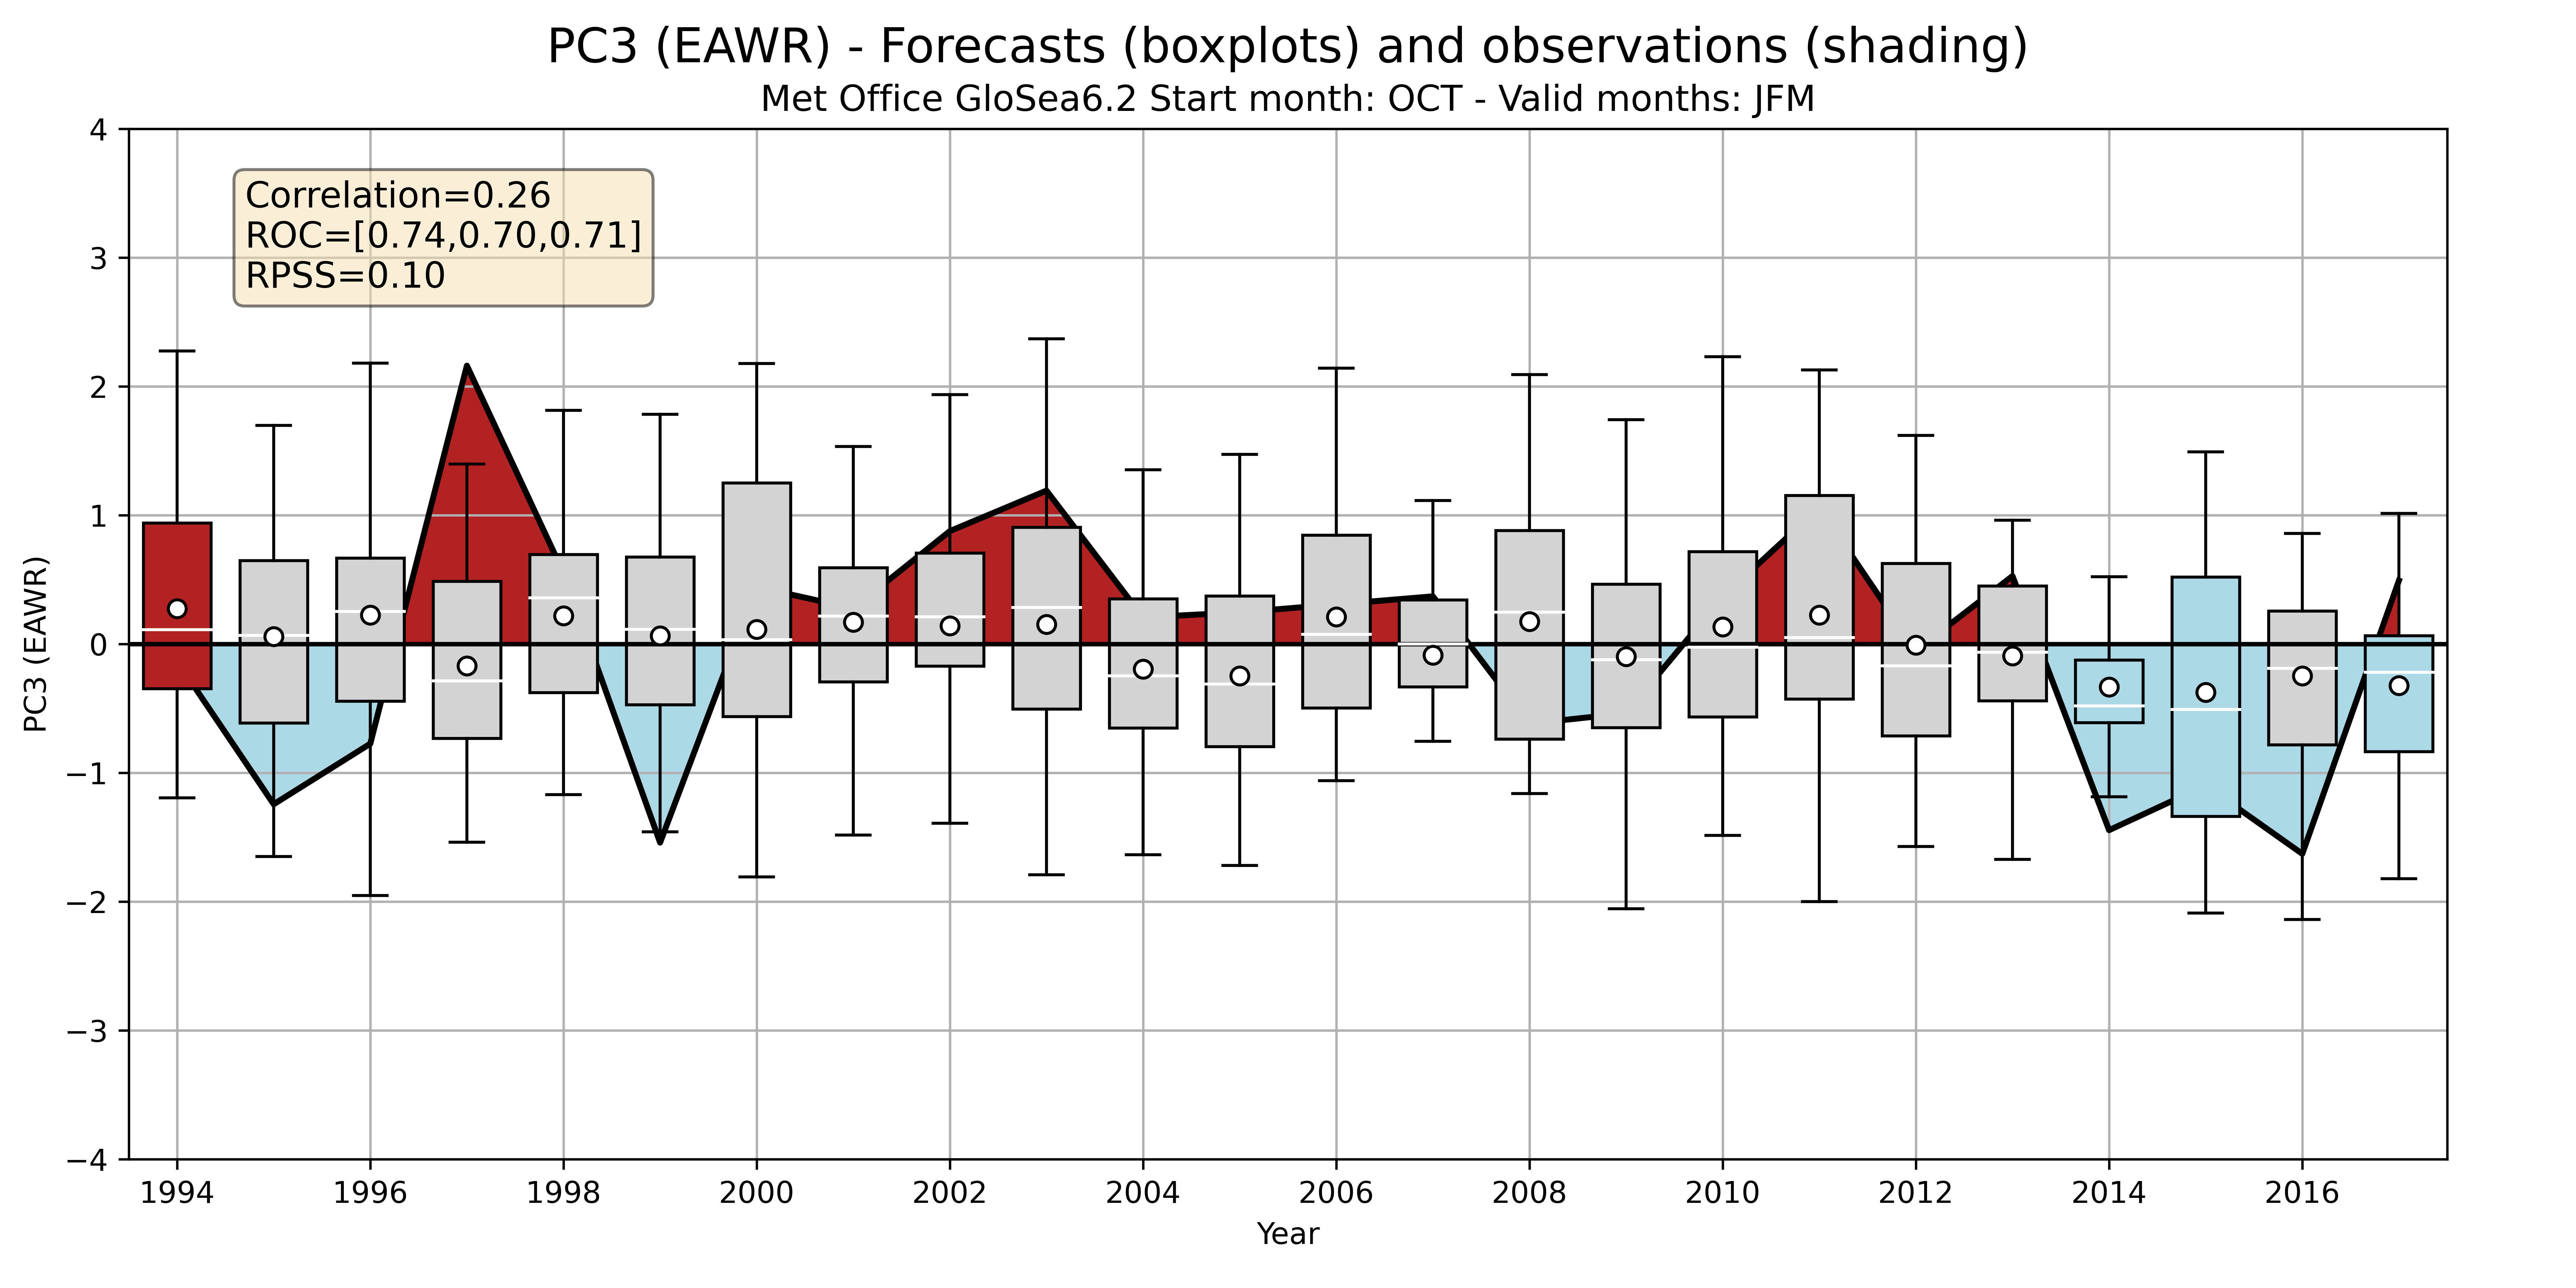 PC3 (EAWR) - Forecasts (boxplots) and observations (shading)
Met Office GloSea6.2 Start month: OCT - Valid months: JFM
Correlation=0.26
ROC=[0.74,0.70,0.71]
RPSS=0.10
PC3 (EAWR)
4
3
2
1
0
−1
−2
−3
−4
1994 1996 1998 2000 2002 2004 2006 2008 2010 2012 2014 2016
Year